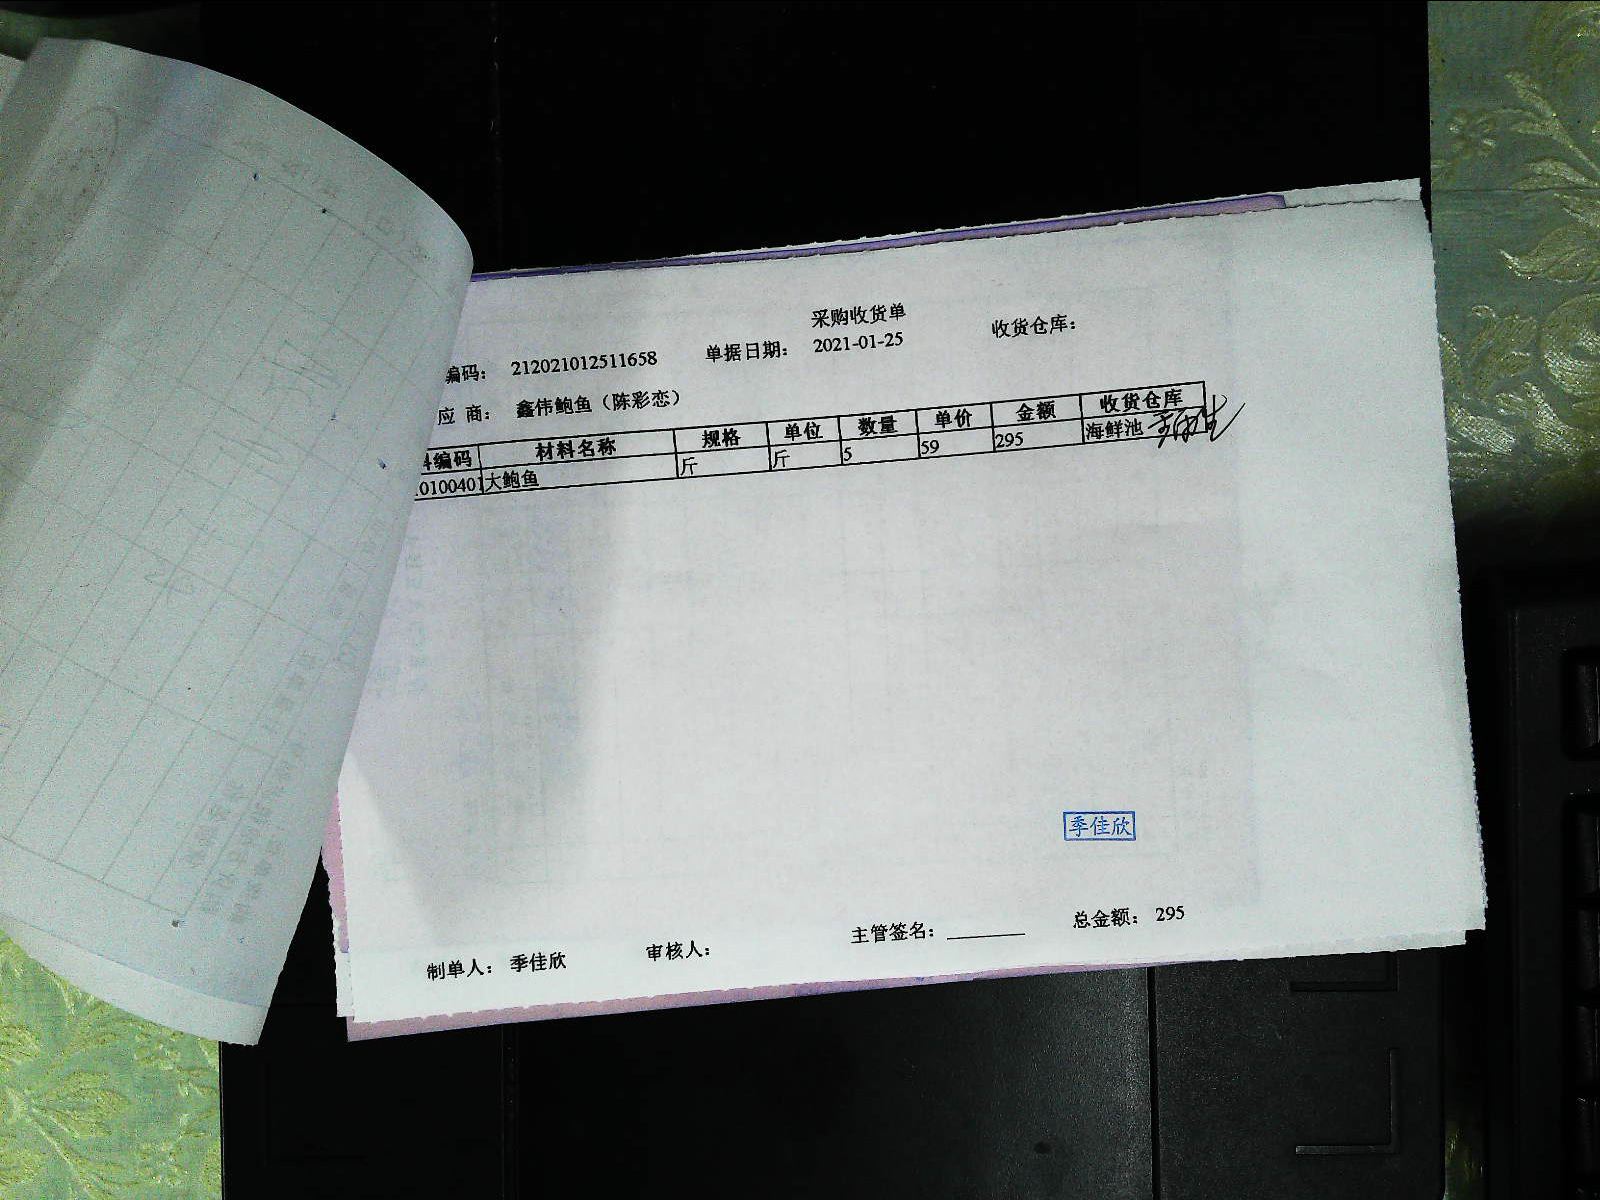 采购收货单
编码： 212021012511658 单据日期： 2021-01-25 收货仓库：
应 商： 鑫伟鲍鱼（陈彩恋）
编码 材料名称 规格 单位 数量 单价 金额 收货仓库
0100401 大鲍鱼 斤 斤 5 59 295 海鲜池
季佳欣
制单人： 季佳欣 审核人： 主管签名： 总金额： 295